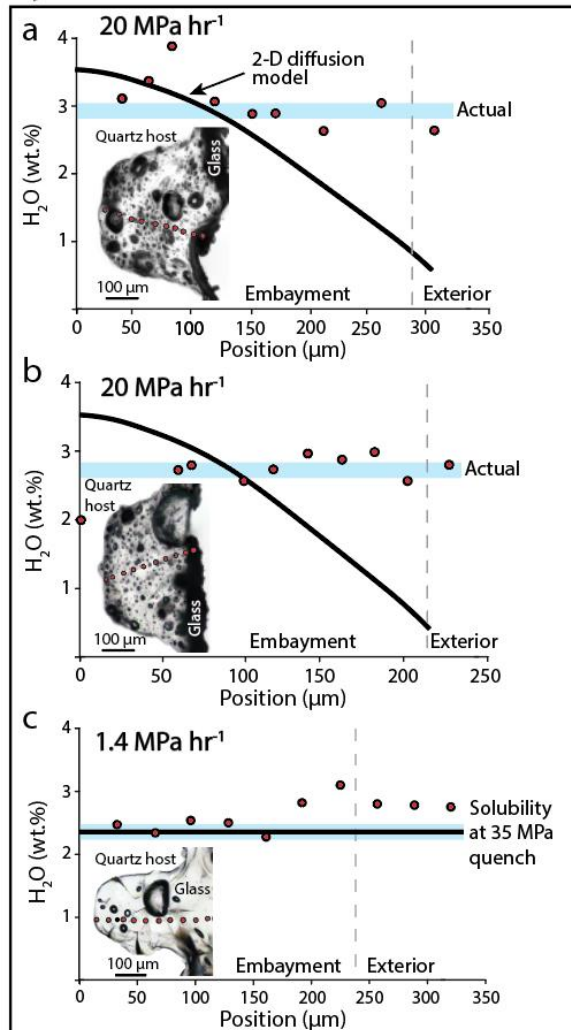 a
20 MPa hr⁻¹
4
3
2
1
H₂O (wt.%)
2-D diffusion
model
Actual
Quartz host
Glass
100 µm
Embayment
Exterior
0 50 100 150 200 250 300 350
Position (µm)
b
20 MPa hr⁻¹
4
3
2
1
H₂O (wt.%)
Actual
Quartz
host
Glass
100 µm
Embayment
Exterior
0 50 100 150 200 250
Position (µm)
c
1.4 MPa hr⁻¹
4
3
2
1
H₂O (wt.%)
Solubility
at 35 MPa
quench
Quartz host
Glass
100 µm
Embayment
Exterior
0 50 100 150 200 250 300 350
Position (µm)